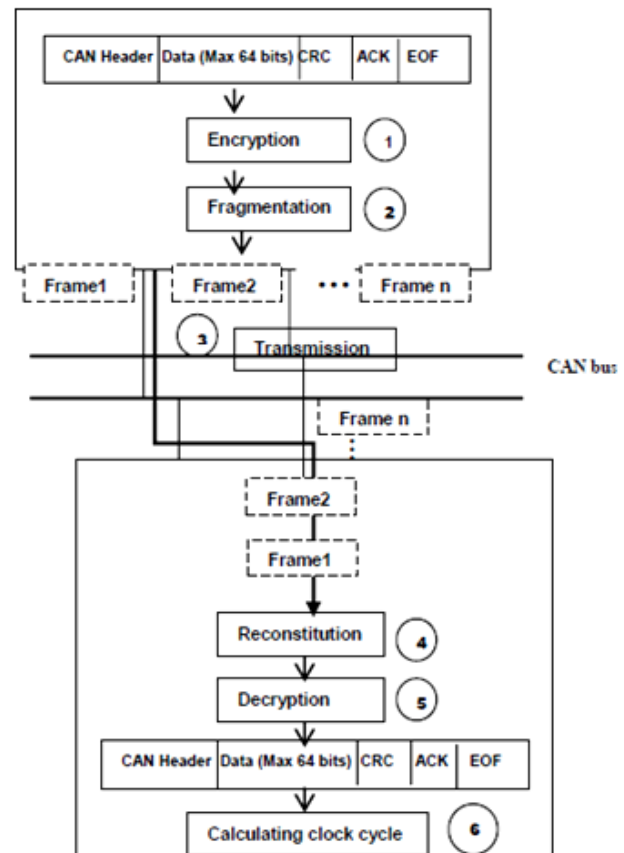 CAN Header Data (Max 64 bits) CRC ACK EOF
Encryption 1
Fragmentation 2
Frame1 Frame2 ••• Frame n
3 Transmission
CAN bus
Frame n
Frame2
Frame1
Reconstitution 4
Decryption 5
CAN Header Data (Max 64 bits) CRC ACK EOF
Calculating clock cycle 6